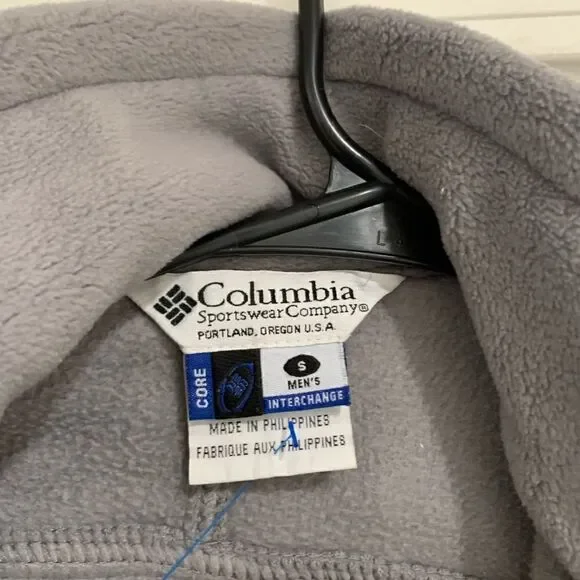 Columbia
Sportswear Company®
PORTLAND, OREGON U.S.A.
CORE
S
MEN'S
INTERCHANGE
MADE IN PHILIPPINES
FABRIQUE AUX PHILIPPINES